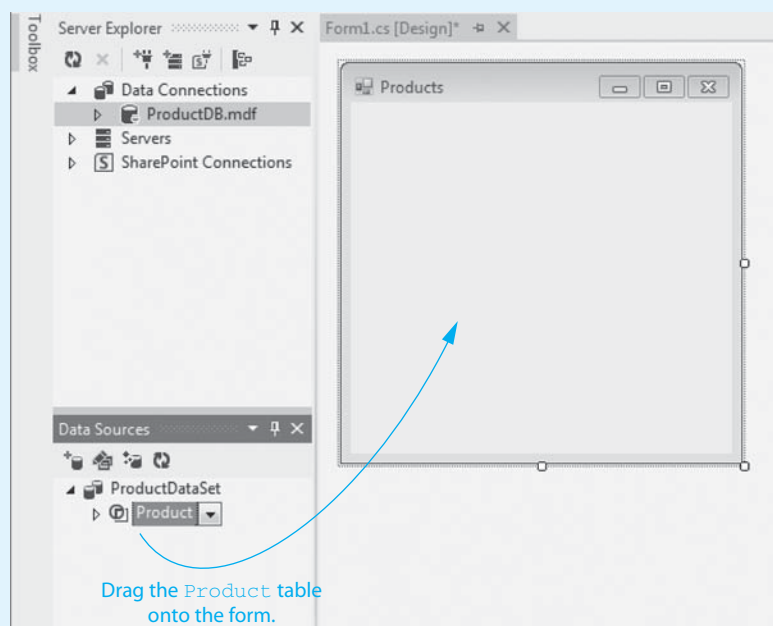 Toolbox
Server Explorer
Data Connections
ProductDB.mdf
Servers
SharePoint Connections
Data Sources
ProductDataSet
Product
Drag the Product table
onto the form.
Form1.cs [Design]*
Products